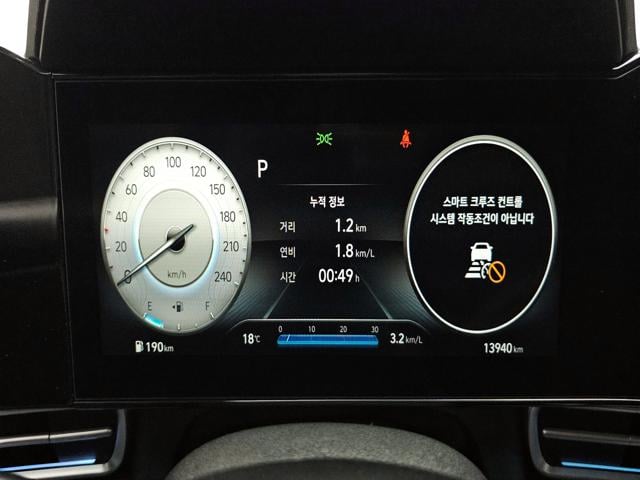 0
20
40
60
80
100
120
150
180
210
240
km/h
E
F
190km
P
누적 정보
거리 1.2 km
연비 1.8 km/L
시간 00:49 h
18℃
0 10 20 30
3.2 km/L
스마트 크루즈 컨트롤
시스템 작동조건이 아닙니다
13940 km